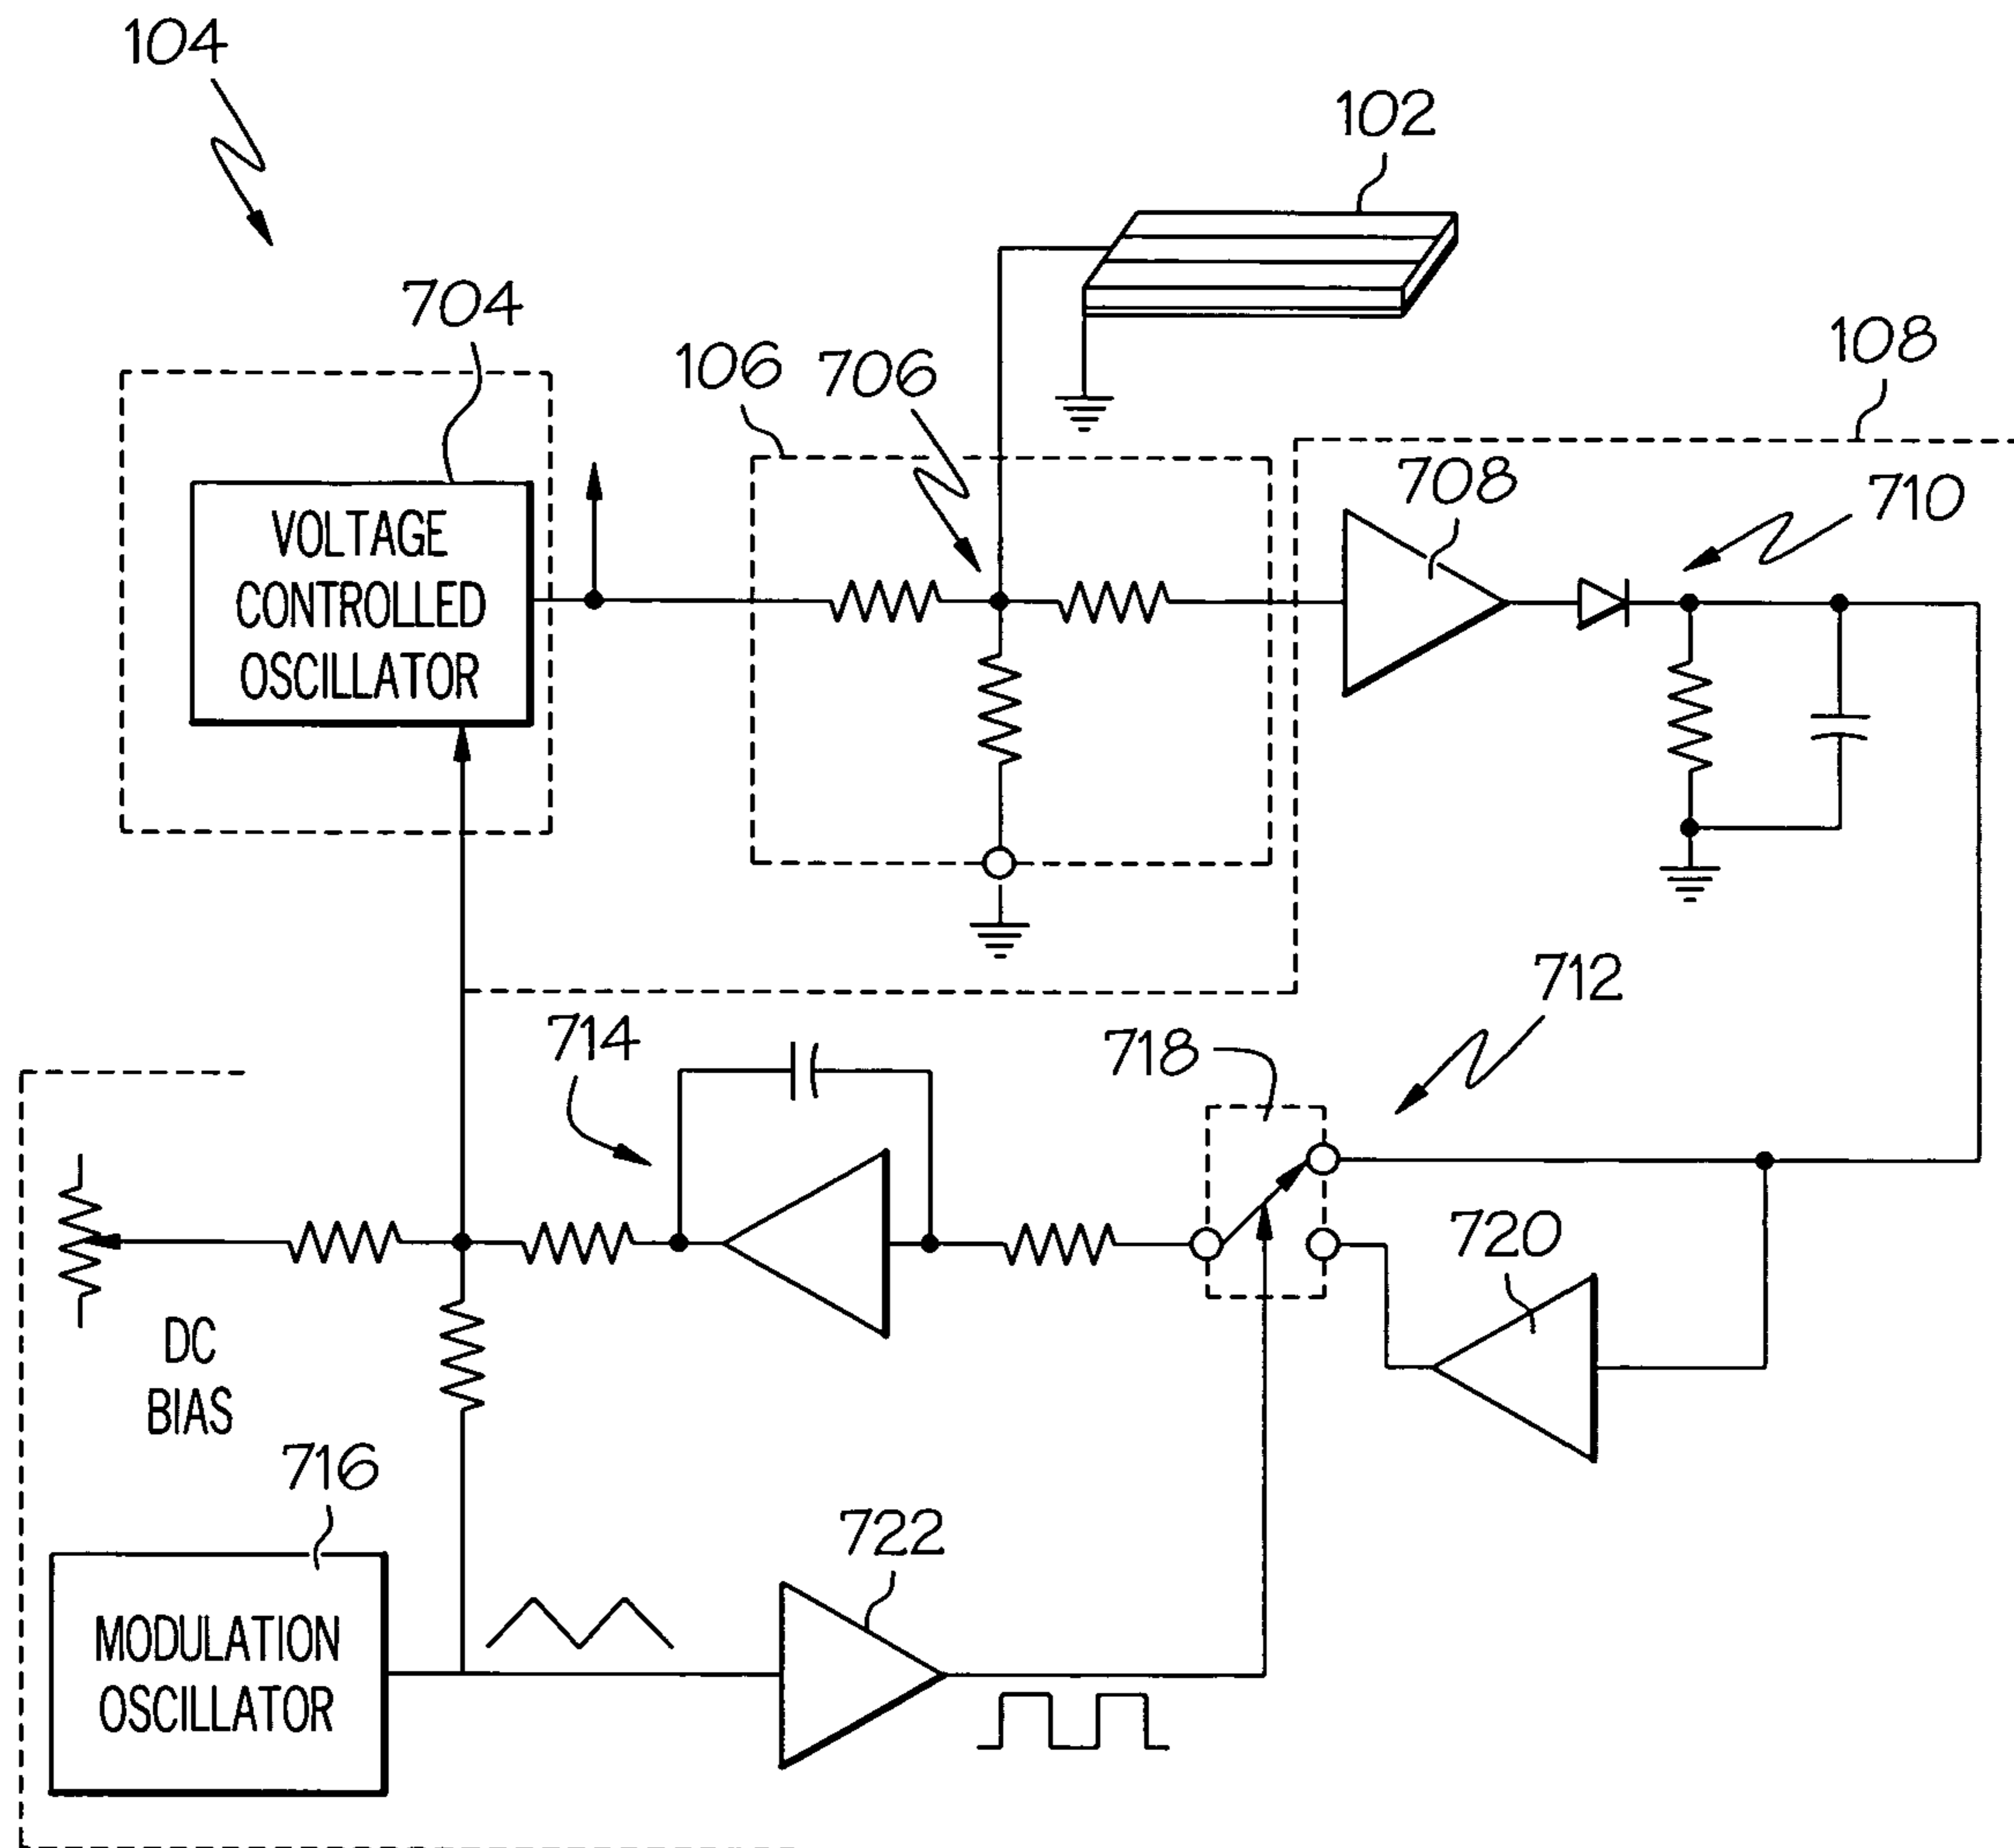 104
102
704
106
706
108
708
710
VOLTAGE
CONTROLLED
OSCILLATOR
712
714
718
720
DC
BIAS
716
722
MODULATION
OSCILLATOR